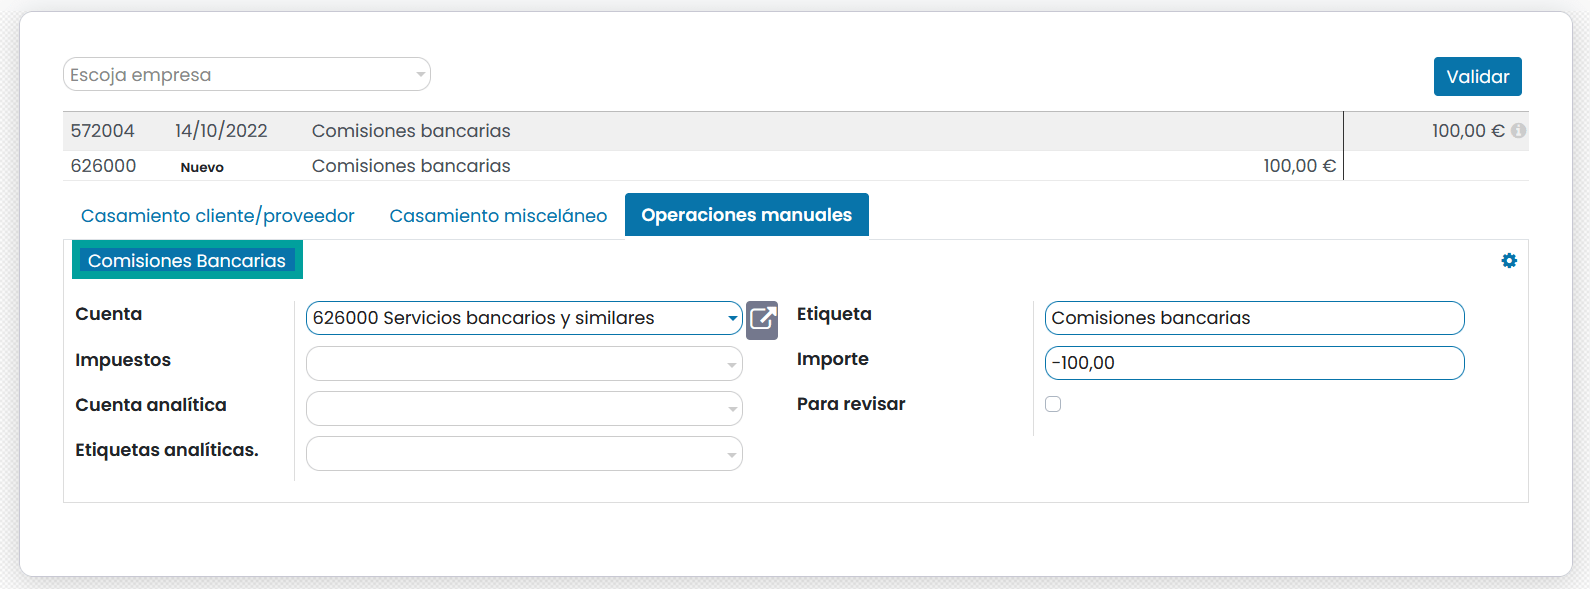 Escoja empresa
Validar
572004 14/10/2022 Comisiones bancarias 100,00 €
626000 Nuevo Comisiones bancarias 100,00 €
Casamiento cliente/proveedor Casamiento misceláneo Operaciones manuales
Comisiones Bancarias
Cuenta 626000 Servicios bancarios y similares Etiqueta Comisiones bancarias
Impuestos Importe -100,00
Cuenta analítica Para revisar
Etiquetas analíticas.